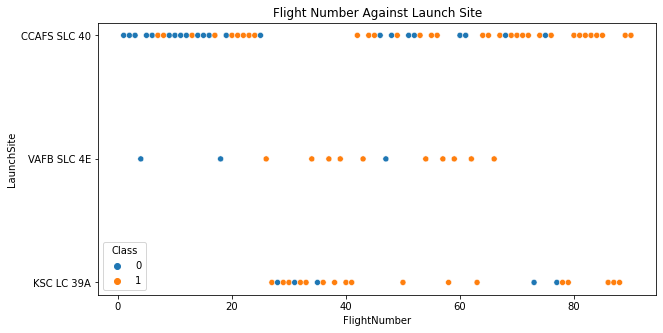 Flight Number Against Launch Site
CCAFS SLC 40
VAFB SLC 4E
KSC LC 39A
LaunchSite
Class
0
1
0
20
40
60
80
FlightNumber